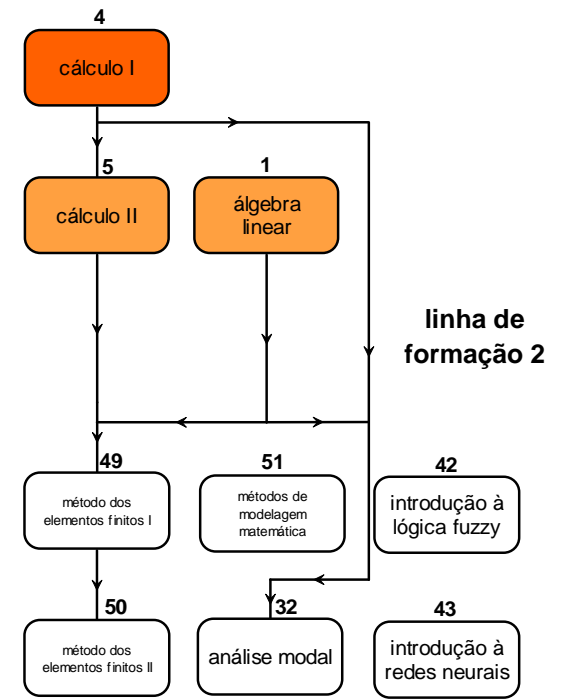 4
cálculo I
5
1
cálculo II
álgebra
linear
linha de
formação 2
49
51
42
método dos
elementos finitos I
métodos de
modelagem
matemática
introdução à
lógica fuzzy
50
32
43
método dos
elementos finitos II
análise modal
introdução à
redes neurais